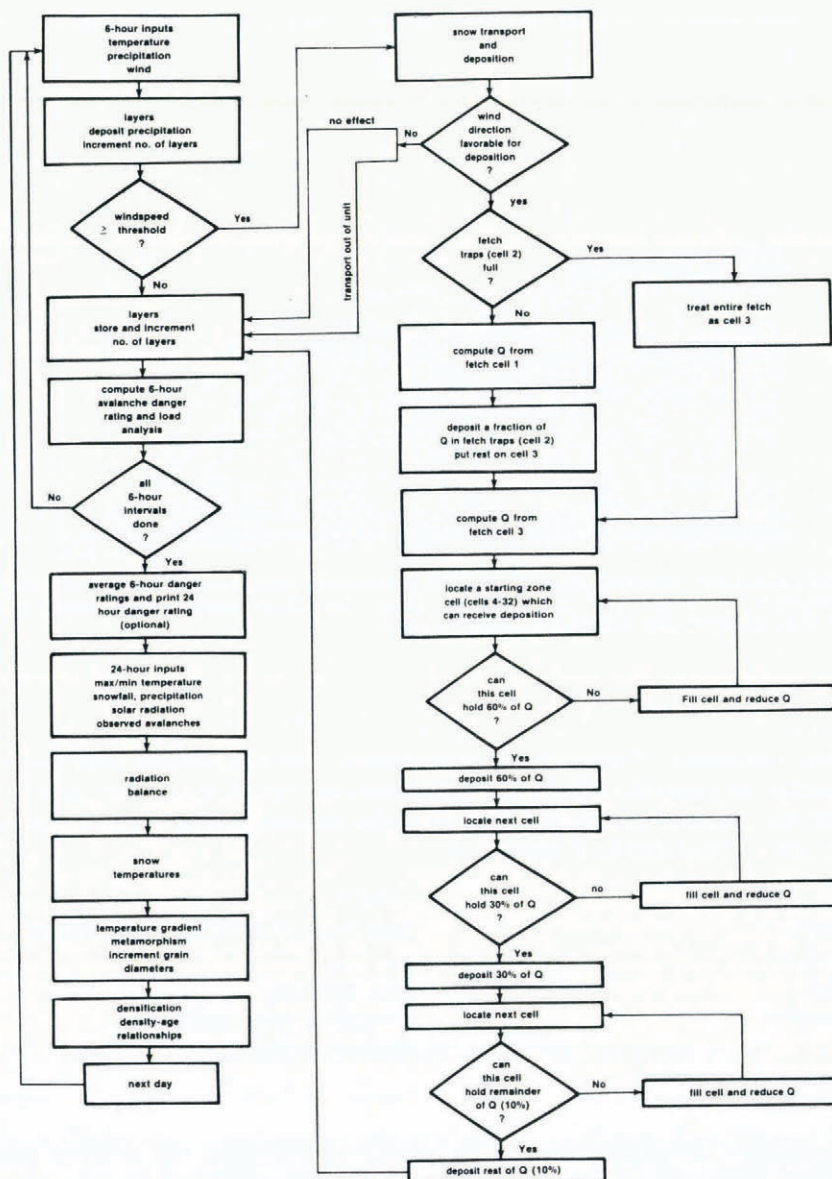 6-hour inputs
temperature
precipitation
wind
layers
deposit precipitation
increment no. of layers
windspeed
≥ threshold
?
Yes
No
layers
store and increment
no. of layers
compute 6-hour
avalanche danger
rating and load
analysis
all
6-hour
intervals
done
?
No
Yes
average 6-hour danger
ratings and print 24
hour danger rating
(optional)
24-hour inputs
max/min temperature
snowfall, precipitation
solar radiation
observed avalanches
radiation
balance
snow
temperatures
temperature gradient
metamorphism
increment grain
diameters
densification
density-age
relationships
next day
snow transport
and
deposition
wind
direction
favorable for
deposition
?
No
no effect
transport out of unit
yes
fetch
traps (cell 2)
full
?
Yes
treat entire fetch
as cell 3
No
compute Q from
fetch cell 1
deposit a fraction of
Q in fetch traps (cell 2)
put rest on cell 3
compute Q from
fetch cell 3
locate a starting zone
cell (cells 4-32) which
can receive deposition
can
this cell
hold 60% of Q
?
No
Fill cell and reduce Q
Yes
deposit 60% of Q
locate next cell
can
this cell
hold 30% of Q
?
no
fill cell and reduce Q
Yes
deposit 30% of Q
locate next cell
can
this cell
hold remainder
of Q (10%)
?
No
fill cell and reduce Q
Yes
deposit rest of Q (10%)